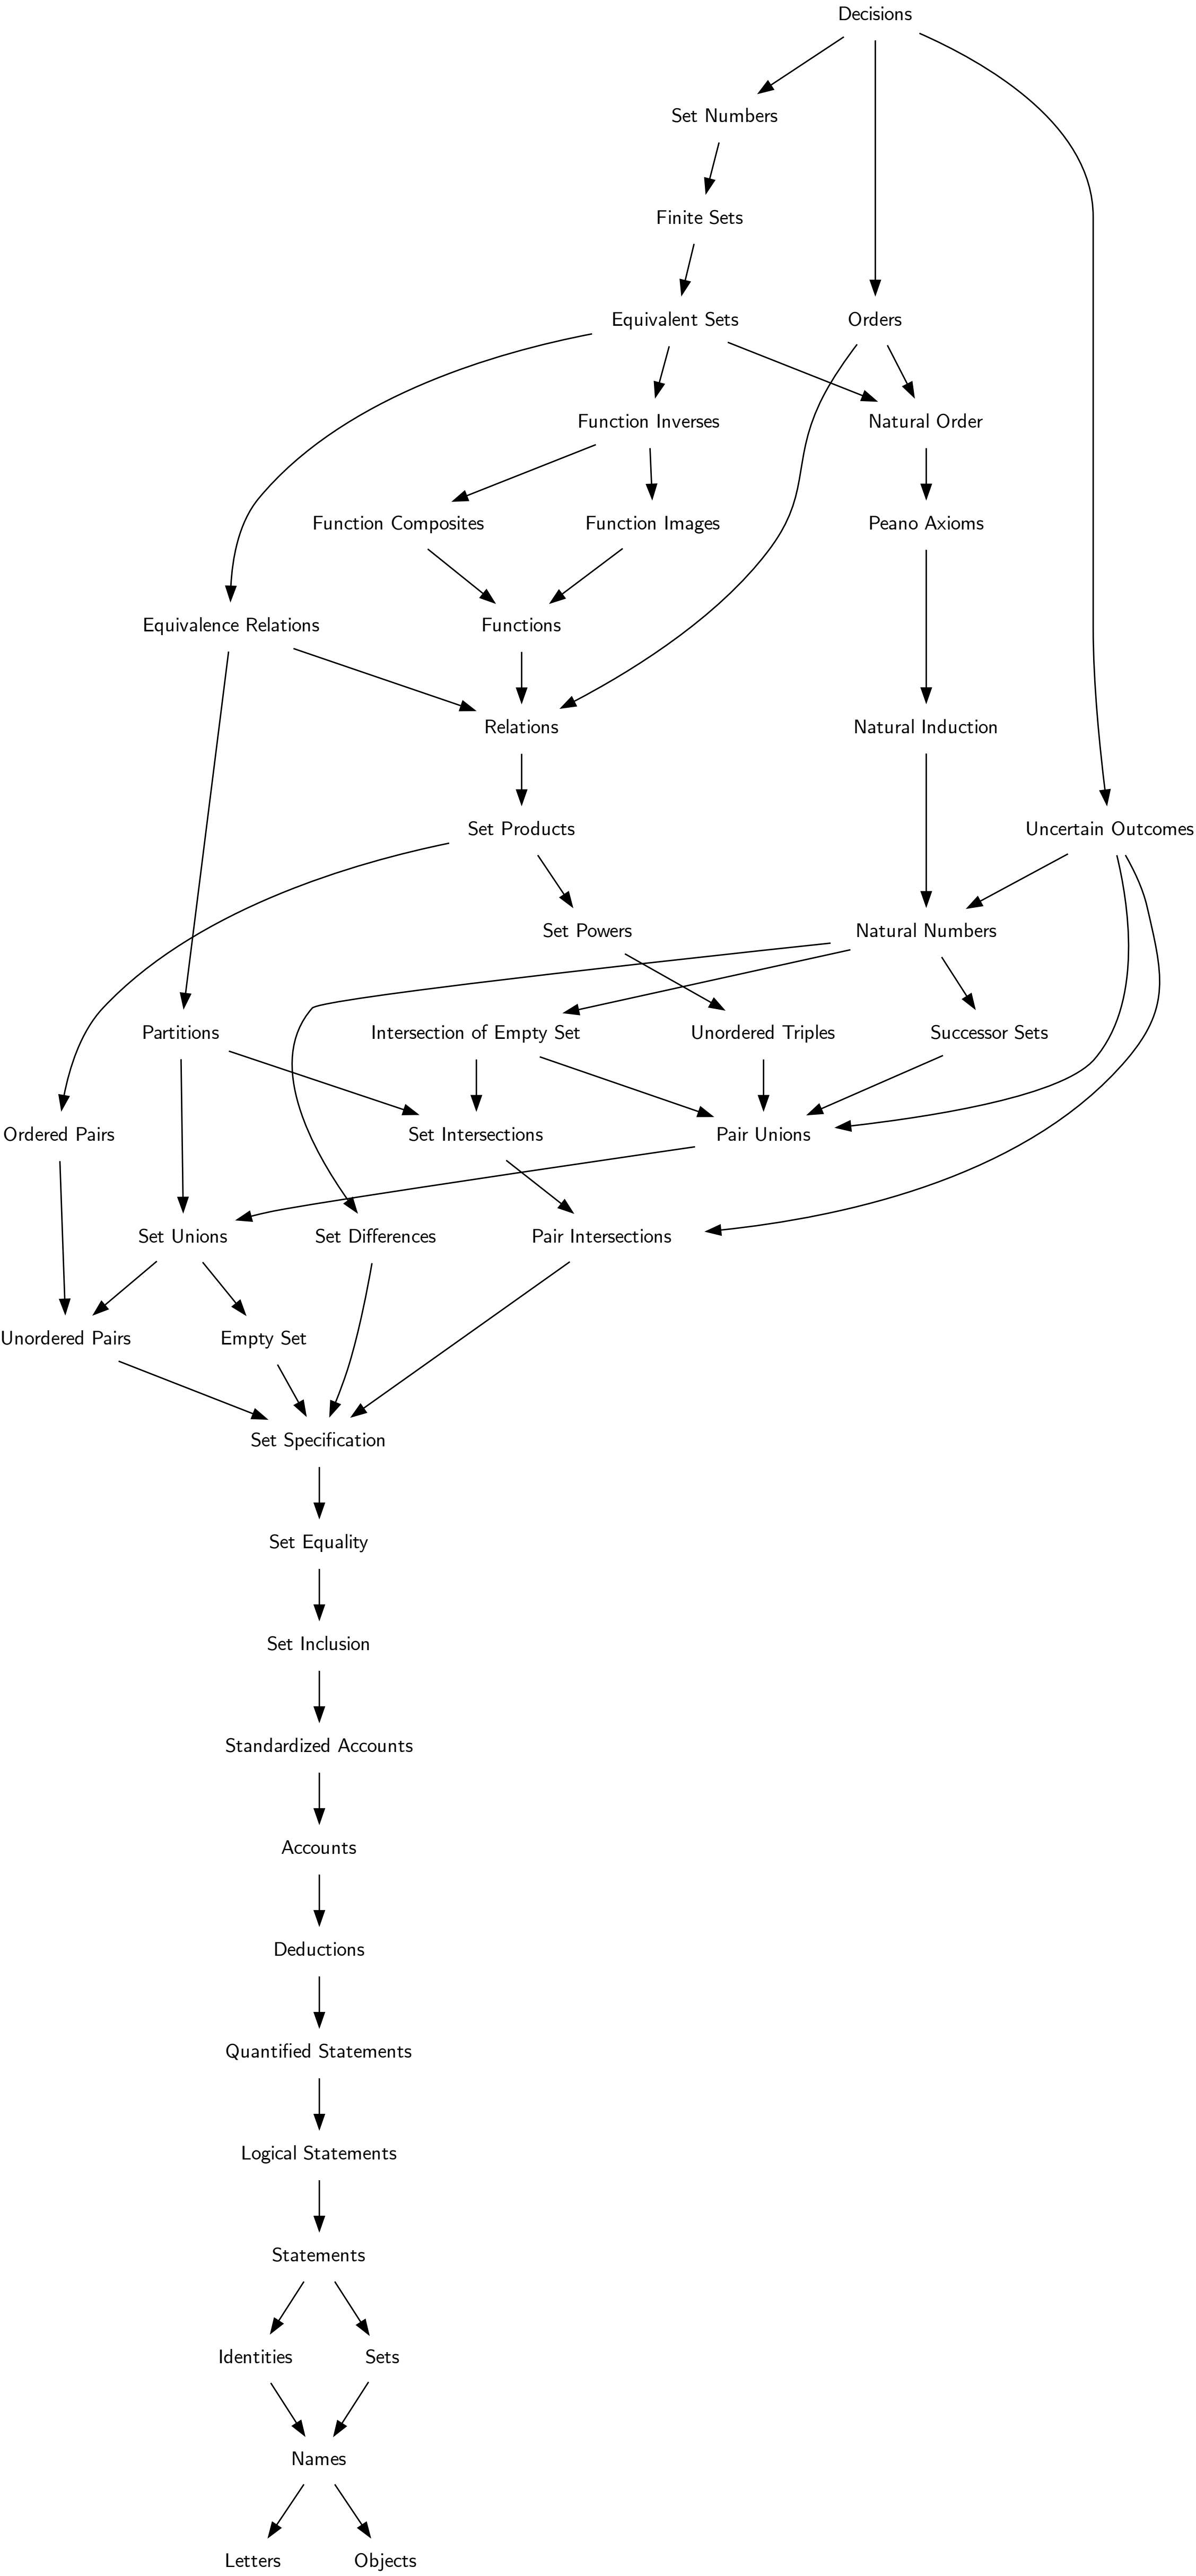 Decisions
Set Numbers
Finite Sets
Equivalent Sets
Orders
Function Inverses
Natural Order
Function Composites
Function Images
Peano Axioms
Equivalence Relations
Functions
Relations
Natural Induction
Set Products
Uncertain Outcomes
Set Powers
Natural Numbers
Partitions
Intersection of Empty Set
Unordered Triples
Successor Sets
Ordered Pairs
Set Intersections
Pair Unions
Set Unions
Set Differences
Pair Intersections
Unordered Pairs
Empty Set
Set Specification
Set Equality
Set Inclusion
Standardized Accounts
Accounts
Deductions
Quantified Statements
Logical Statements
Statements
Identities
Sets
Names
Letters
Objects